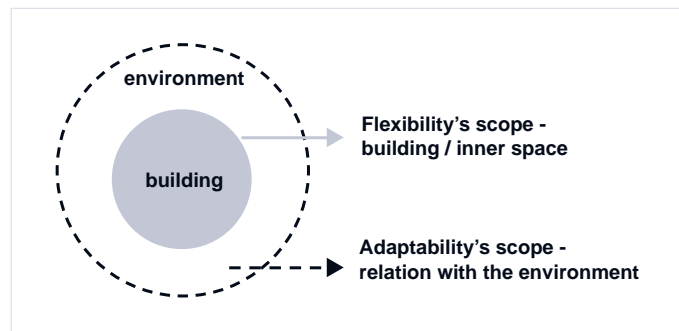 environment
building
Flexibility’s scope -
building / inner space
Adaptability’s scope -
relation with the environment